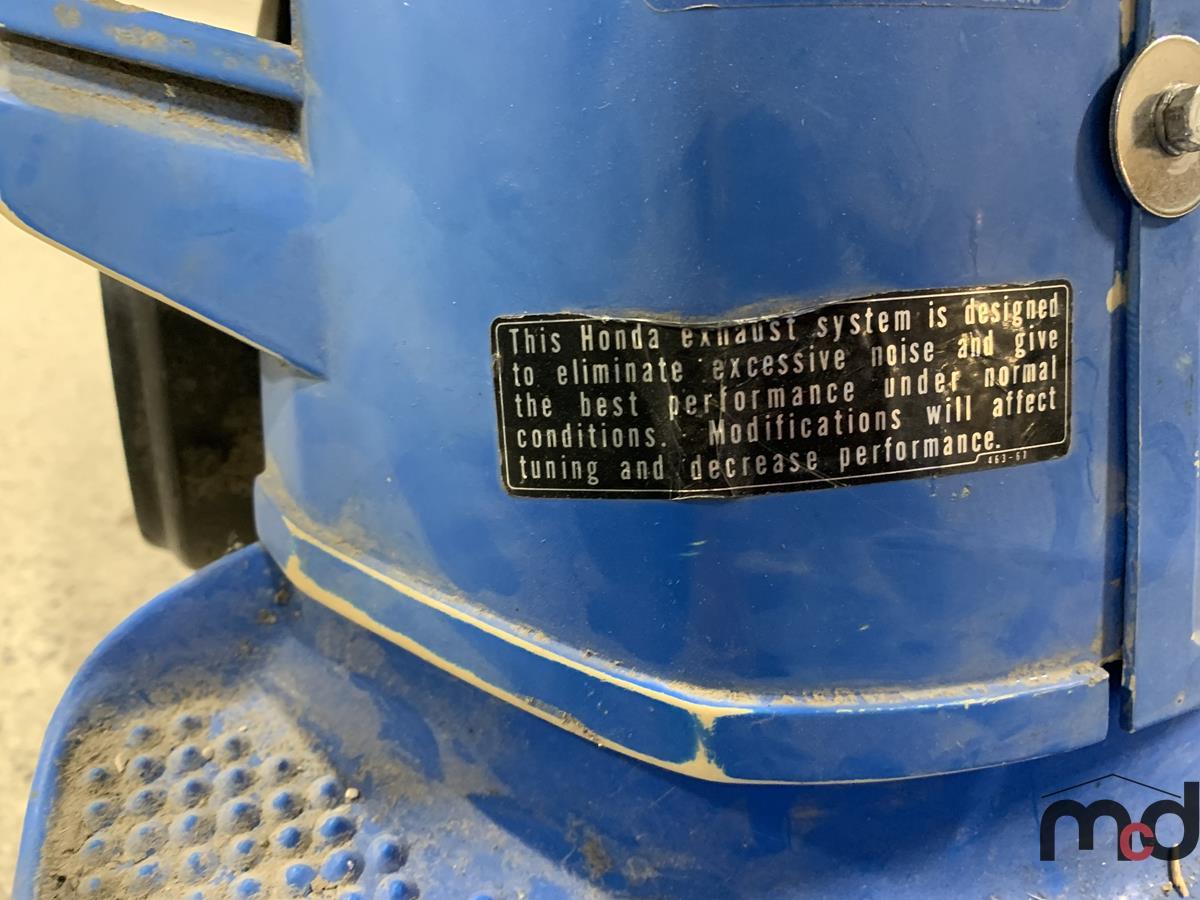 This Honda exhaust system is designed
to eliminate excessive noise and give
the best performance under normal
conditions. Modifications will affect
tuning and decrease performance.
463-67
mcd